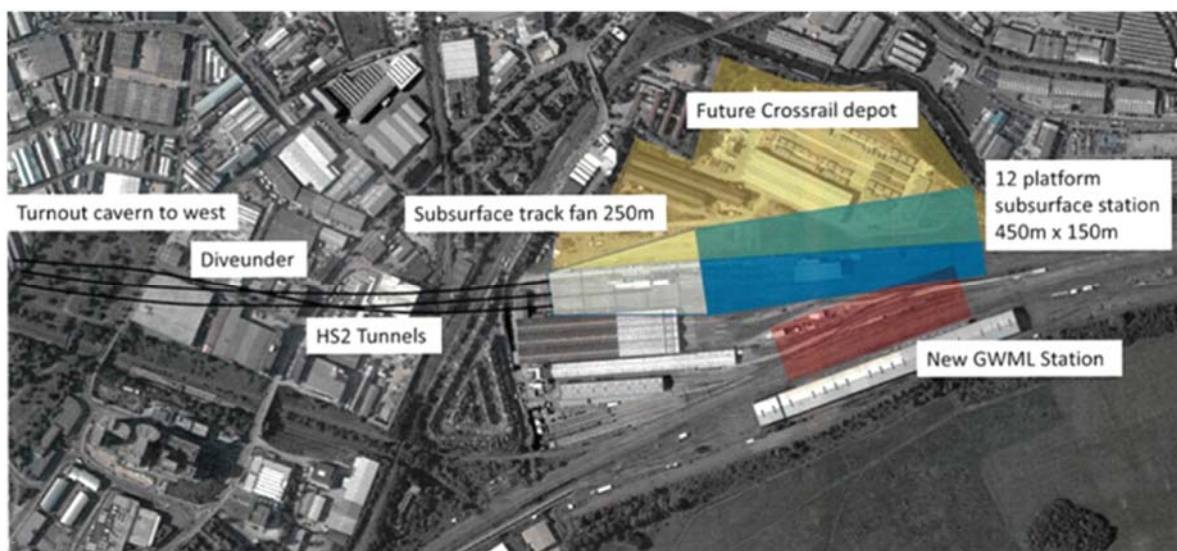 Future Crossrail depot
12 platform
subsurface station
450m x 150m
Turnout cavern to west
Subsurface track fan 250m
Diveunder
HS2 Tunnels
New GWML Station